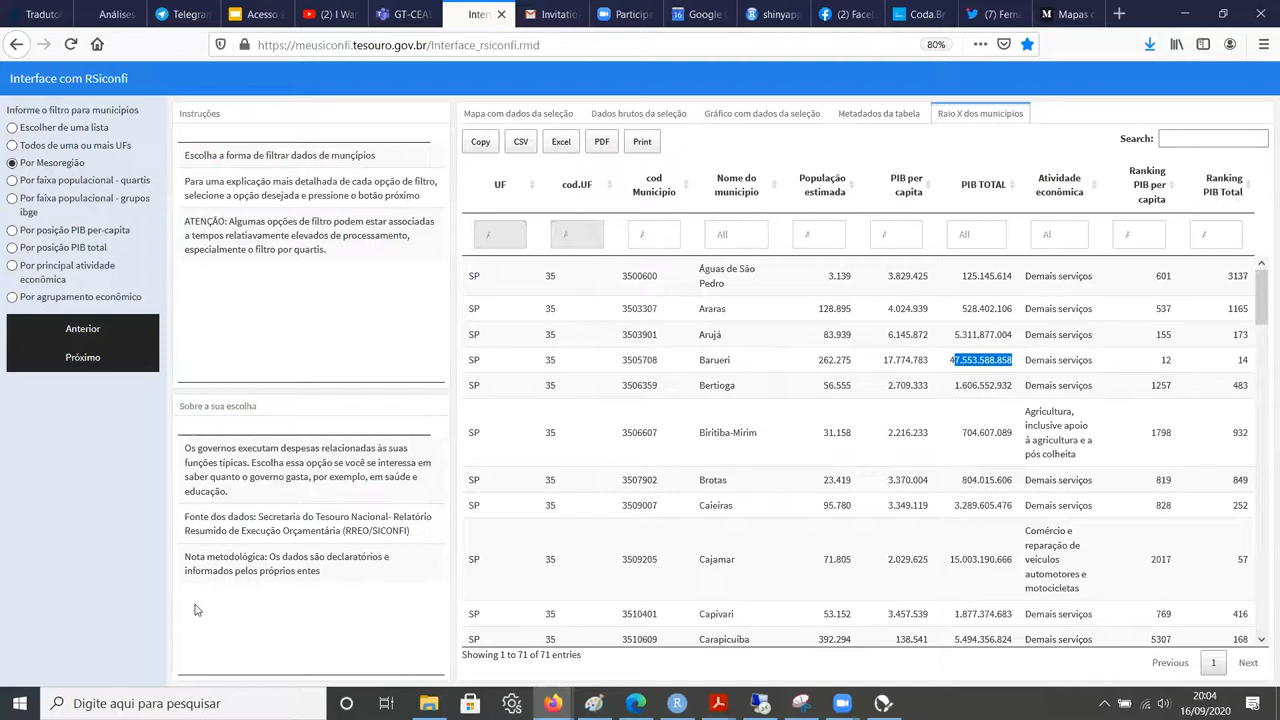 Traduto
Análises
Telegra
Acesso é
(7) I Wan
GT-CEA
Inter
Invitatio
Particip
Google C
shinyap
(2) Face
Coda.Br
(7) Ferna
Mapas c
https://meusiconfi.tesouro.gov.br/Interface_rsiconfi.rmd
80%
Interface com RSiconfi
Informe o filtro para municípios
Escolher de uma lista
Todos de uma ou mais UFs
Por Mesoregião
Por faixa populacional - quartis
Por faixa populacional - grupos
ibge
Por posição PIB per-capita
Por posição PIB total
Por principal atividade
econômica
Por agrupamento econômico
Anterior
Próximo
Instruções
Escolha a forma de filtrar dados de munçípios
Para uma explicação mais detalhada de cada opção de filtro,
selecione a opção desejada e pressione o botão próximo
ATENÇÃO: Algumas opções de filtro podem estar associadas
a tempos relatiavamente elevados de processamento,
especialmente o filtro por quartis.
Sobre a sua escolha
Os governos executam despesas relacionadas às suas
funções típicas. Escolha essa opção se você se interessa em
saber quanto o governo gasta, por exemplo, em saúde e
educação.
Fonte dos dados: Secretaria do Tesouro Nacional- Relatório
Resumido de Execução Orçamentária (RREO/SICONFI)
Nota metodológica: Os dados são declaratórios e
informados pelos próprios entes
Mapa com dados da seleção Dados brutos da seleção Gráfico com dados da seleção Metadados da tabela Raio X dos municípios
Copy CSV Excel PDF Print Search:
UF cod.UF cod Município Nome do município População estimada PIB per capita PIB TOTAL Atividade econômica Ranking PIB per capita Ranking PIB Total
All All Al
SP 35 3500600 Águas de São Pedro 3.139 3.829.425 125.145.614 Demais serviços 601 3137
SP 35 3503307 Araras 128.895 4.024.939 528.402.106 Demais serviços 537 1165
SP 35 3503901 Arujá 83.939 6.145.872 5.311.877.004 Demais serviços 155 173
SP 35 3505708 Barueri 262.275 17.774.783 47.553.588.858 Demais serviços 12 14
SP 35 3506359 Bertioga 56.555 2.709.333 1.606.552.932 Demais serviços 1257 483
SP 35 3506607 Biritiba-Mirim 31.158 2.216.233 704.607.089 Agricultura, inclusive apoio à agricultura e a pós colheita 1798 932
SP 35 3507902 Brotas 23.419 3.370.004 804.015.606 Demais serviços 819 849
SP 35 3509007 Caieiras 95.780 3.349.119 3.289.605.476 Demais serviços 828 252
SP 35 3509205 Cajamar 71.805 2.029.625 15.003.190.666 Comércio e reparação de veículos automotores e motocicletas 2017 57
SP 35 3510401 Capivari 53.152 3.457.539 1.877.374.683 Demais serviços 769 416
SP 35 3510609 Carapicuíba 392.294 138.541 5.494.356.824 Demais serviços 5307 168
Showing 1 to 71 of 71 entries
Previous 1 Next
Digite aqui para pesquisar
20:04
16/09/2020